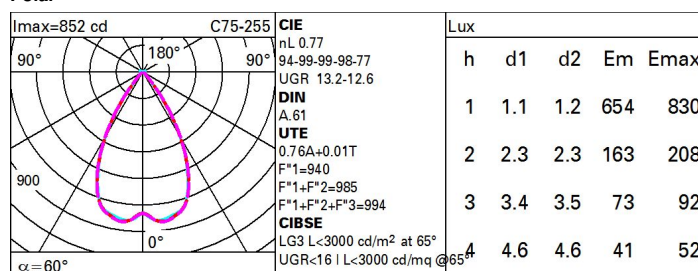 Imax=852 cd C75-255
90° 180° 90°
900
0°
α=60°
CIE
nL 0.77
94-99-99-98-77
UGR 13.2-12.6
DIN
A.61
UTE
0.76A+0.01T
F"1=940
F"1+F"2=985
F"1+F"2+F"3=994
CIBSE
LG3 L<3000 cd/m² at 65°
UGR<16 | L<3000 cd/mq @65°
Lux
h d1 d2 Em Emax
1 1.1 1.2 654 830
2 2.3 2.3 163 208
3 3.4 3.5 73 92
4 4.6 4.6 41 52